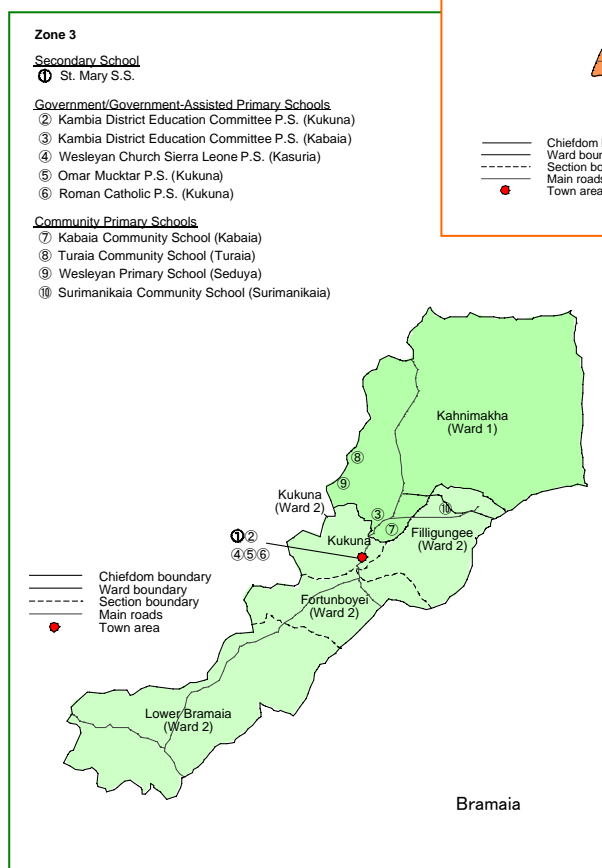 Zone 3
Secondary School
① St. Mary S.S.
Government/Government-Assisted Primary Schools
② Kambia District Education Committee P.S. (Kukuna)
③ Kambia District Education Committee P.S. (Kabaia)
④ Wesleyan Church Sierra Leone P.S. (Kasuria)
⑤ Omar Mucktar P.S. (Kukuna)
⑥ Roman Catholic P.S. (Kukuna)
Community Primary Schools
⑦ Kabaia Community School (Kabaia)
⑧ Turaia Community School (Turaia)
⑨ Wesleyan Primary School (Seduya)
⑩ Surimanikaia Community School (Surimanikaia)
Chiefdom
Ward
Section
Main roads
Town area
Kahnimakha
(Ward 1)
⑧
⑨
Kukuna
(Ward 2)
③
⑩
⑦
Filligungee
(Ward 2)
①②
④⑤⑥
Kukuna
Chiefdom boundary
Ward boundary
Section boundary
Main roads
Town area
Fortunboyei
(Ward 2)
Lower Bramaia
(Ward 2)
Bramaia